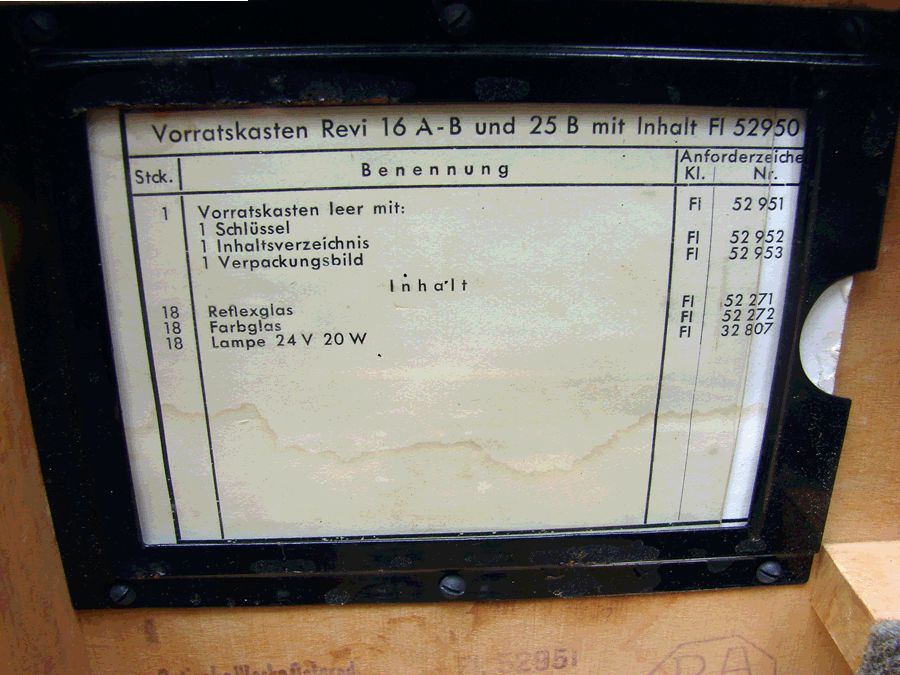 Vorratskasten Revi 16 A-B und 25 B mit Inhalt Fl 52950
Stck. Benennung Anforderzeiche
Kl. Nr.
1 Vorratskasten leer mit: Fl 52 951
1 Schlüssel
1 Inhaltsverzeichnis Fl 52 952
1 Verpackungsbild Fl 52 953
Inhalt
18 Reflexglas Fl 52 271
18 Farbglas Fl 52 272
18 Lampe 24 V 20 W Fl 32 807
FL 52951